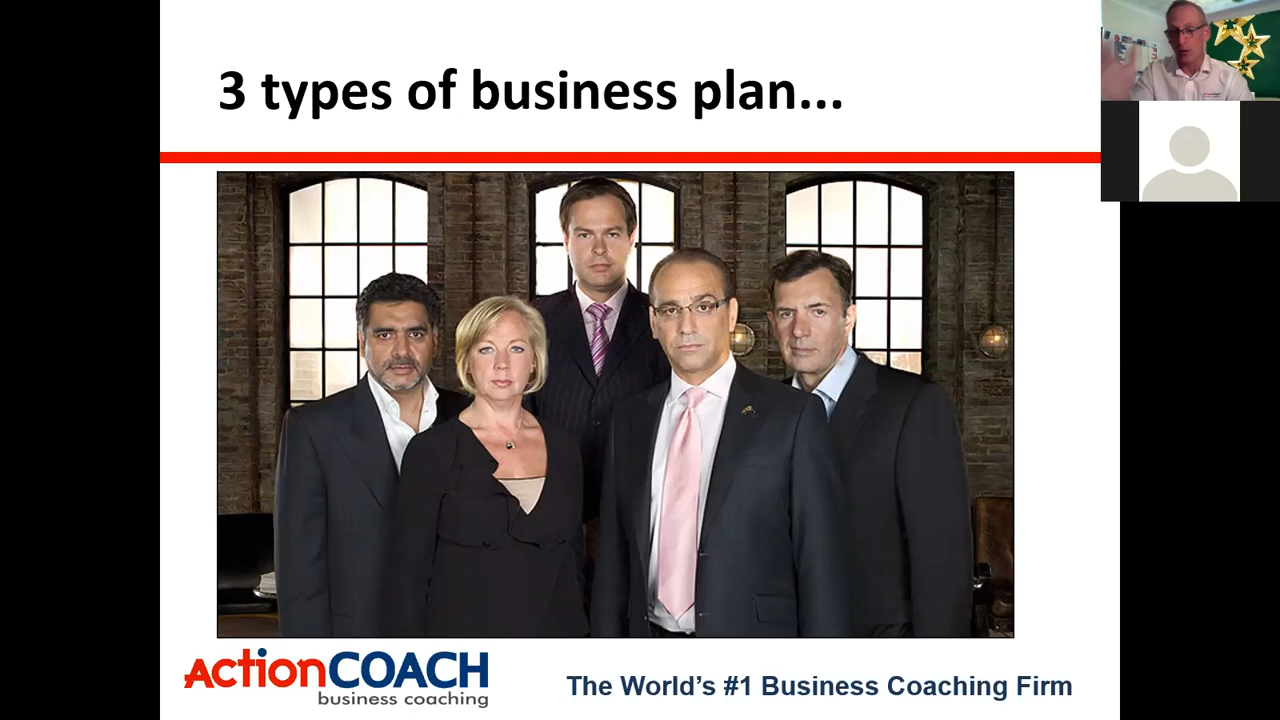 3 types of business plan...
ActionCOACH
business coaching
The World's #1 Business Coaching Firm